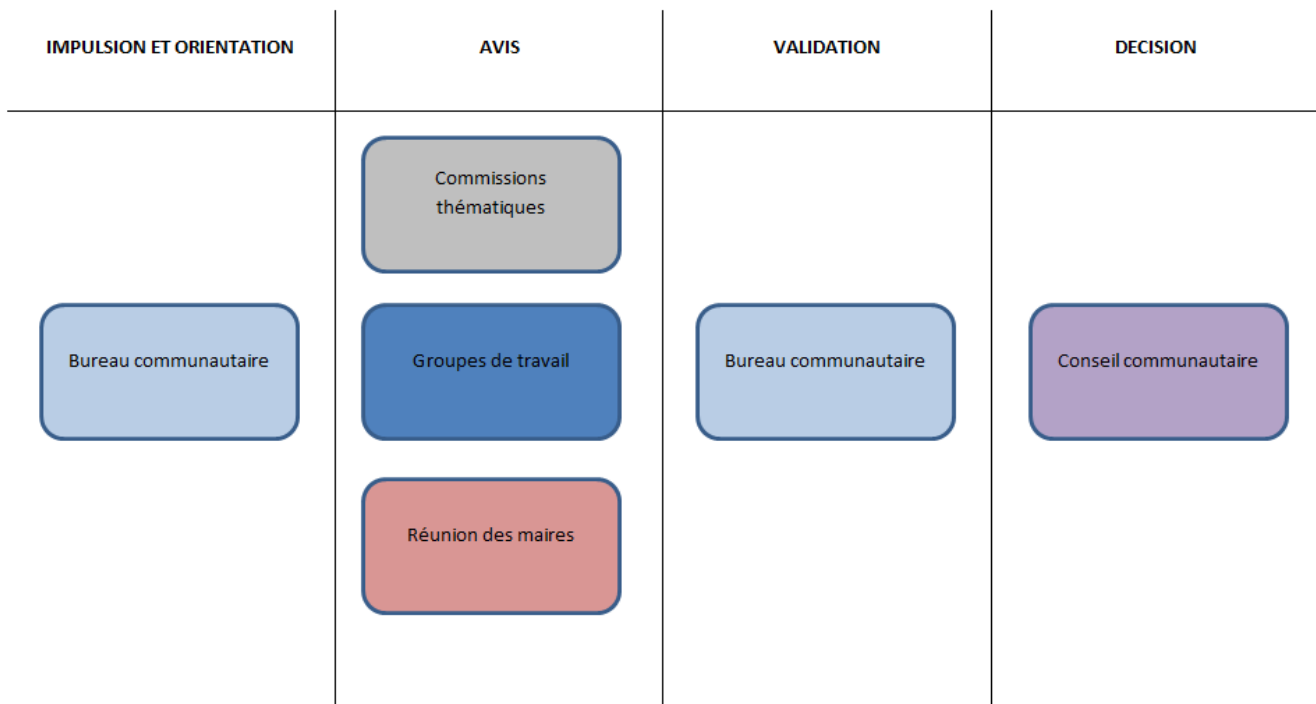 IMPULSION ET ORIENTATION
AVIS
VALIDATION
DECISION
Commissions
thématiques
Bureau communautaire
Groupes de travail
Bureau communautaire
Conseil communautaire
Réunion des maires